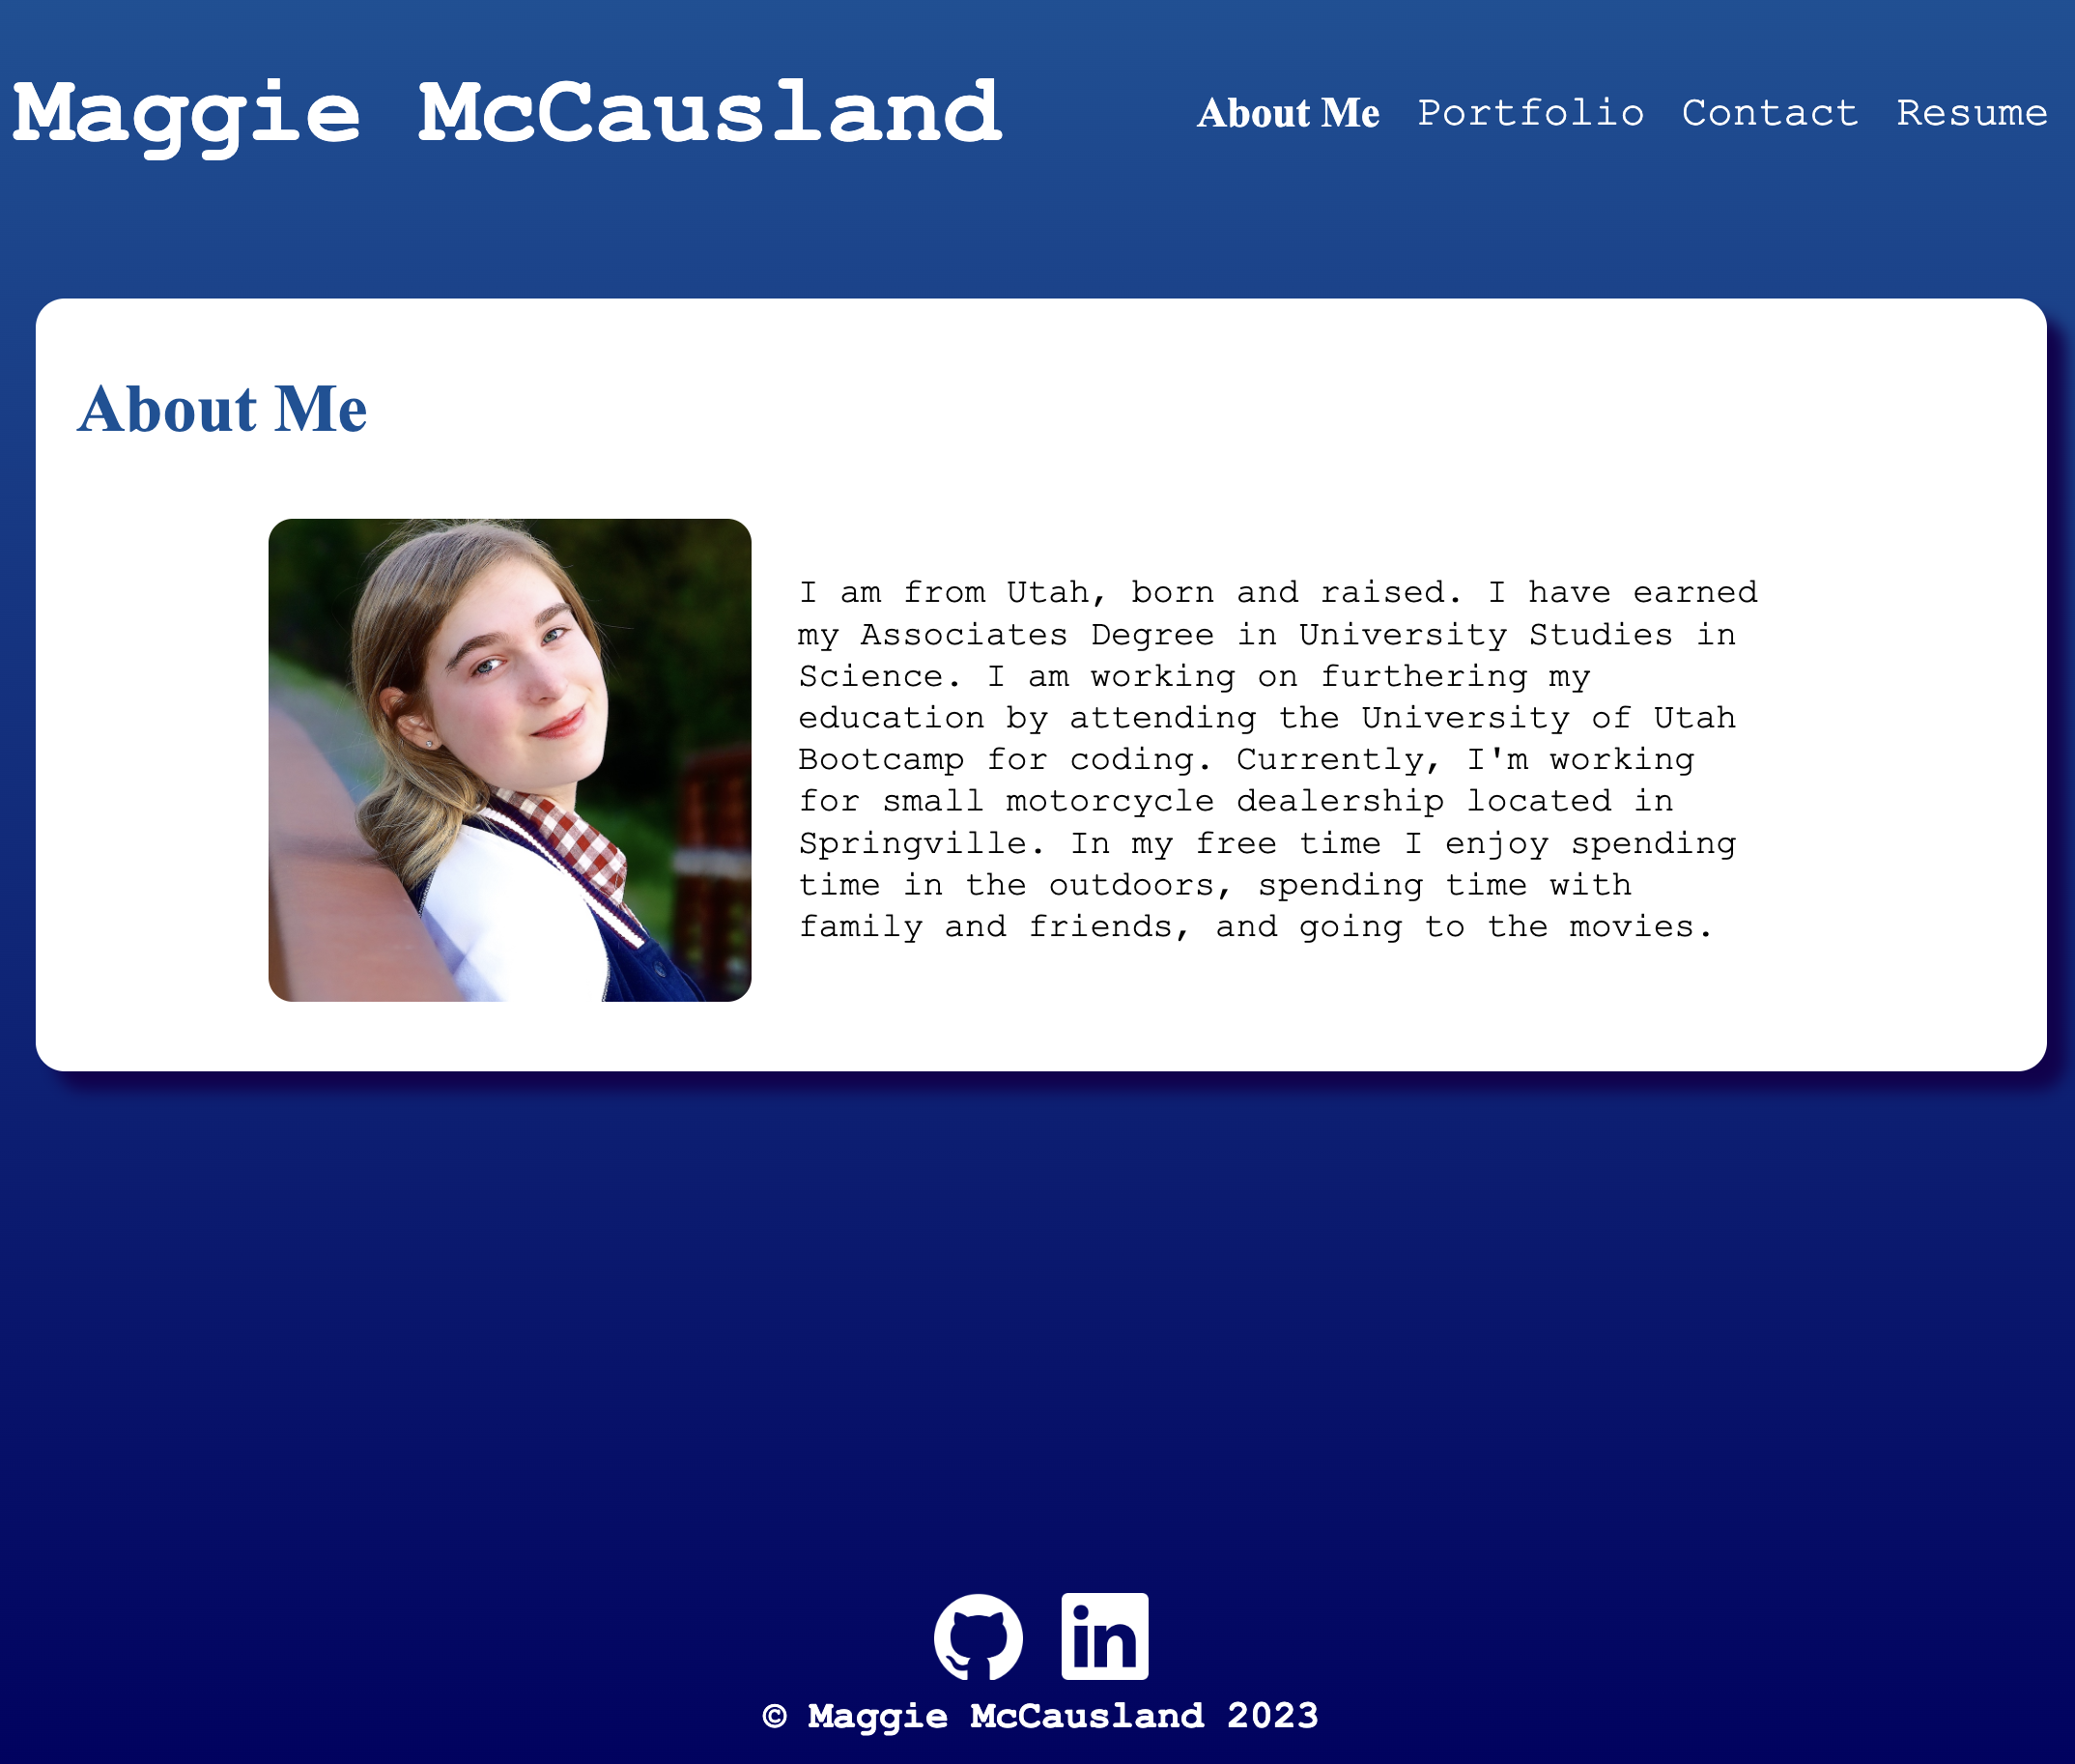 Maggie McCausland
About Me Portfolio Contact Resume
About Me
I am from Utah, born and raised. I have earned
my Associates Degree in University Studies in
Science. I am working on furthering my
education by attending the University of Utah
Bootcamp for coding. Currently, I'm working
for small motorcycle dealership located in
Springville. In my free time I enjoy spending
time in the outdoors, spending time with
family and friends, and going to the movies.
in
© Maggie McCausland 2023